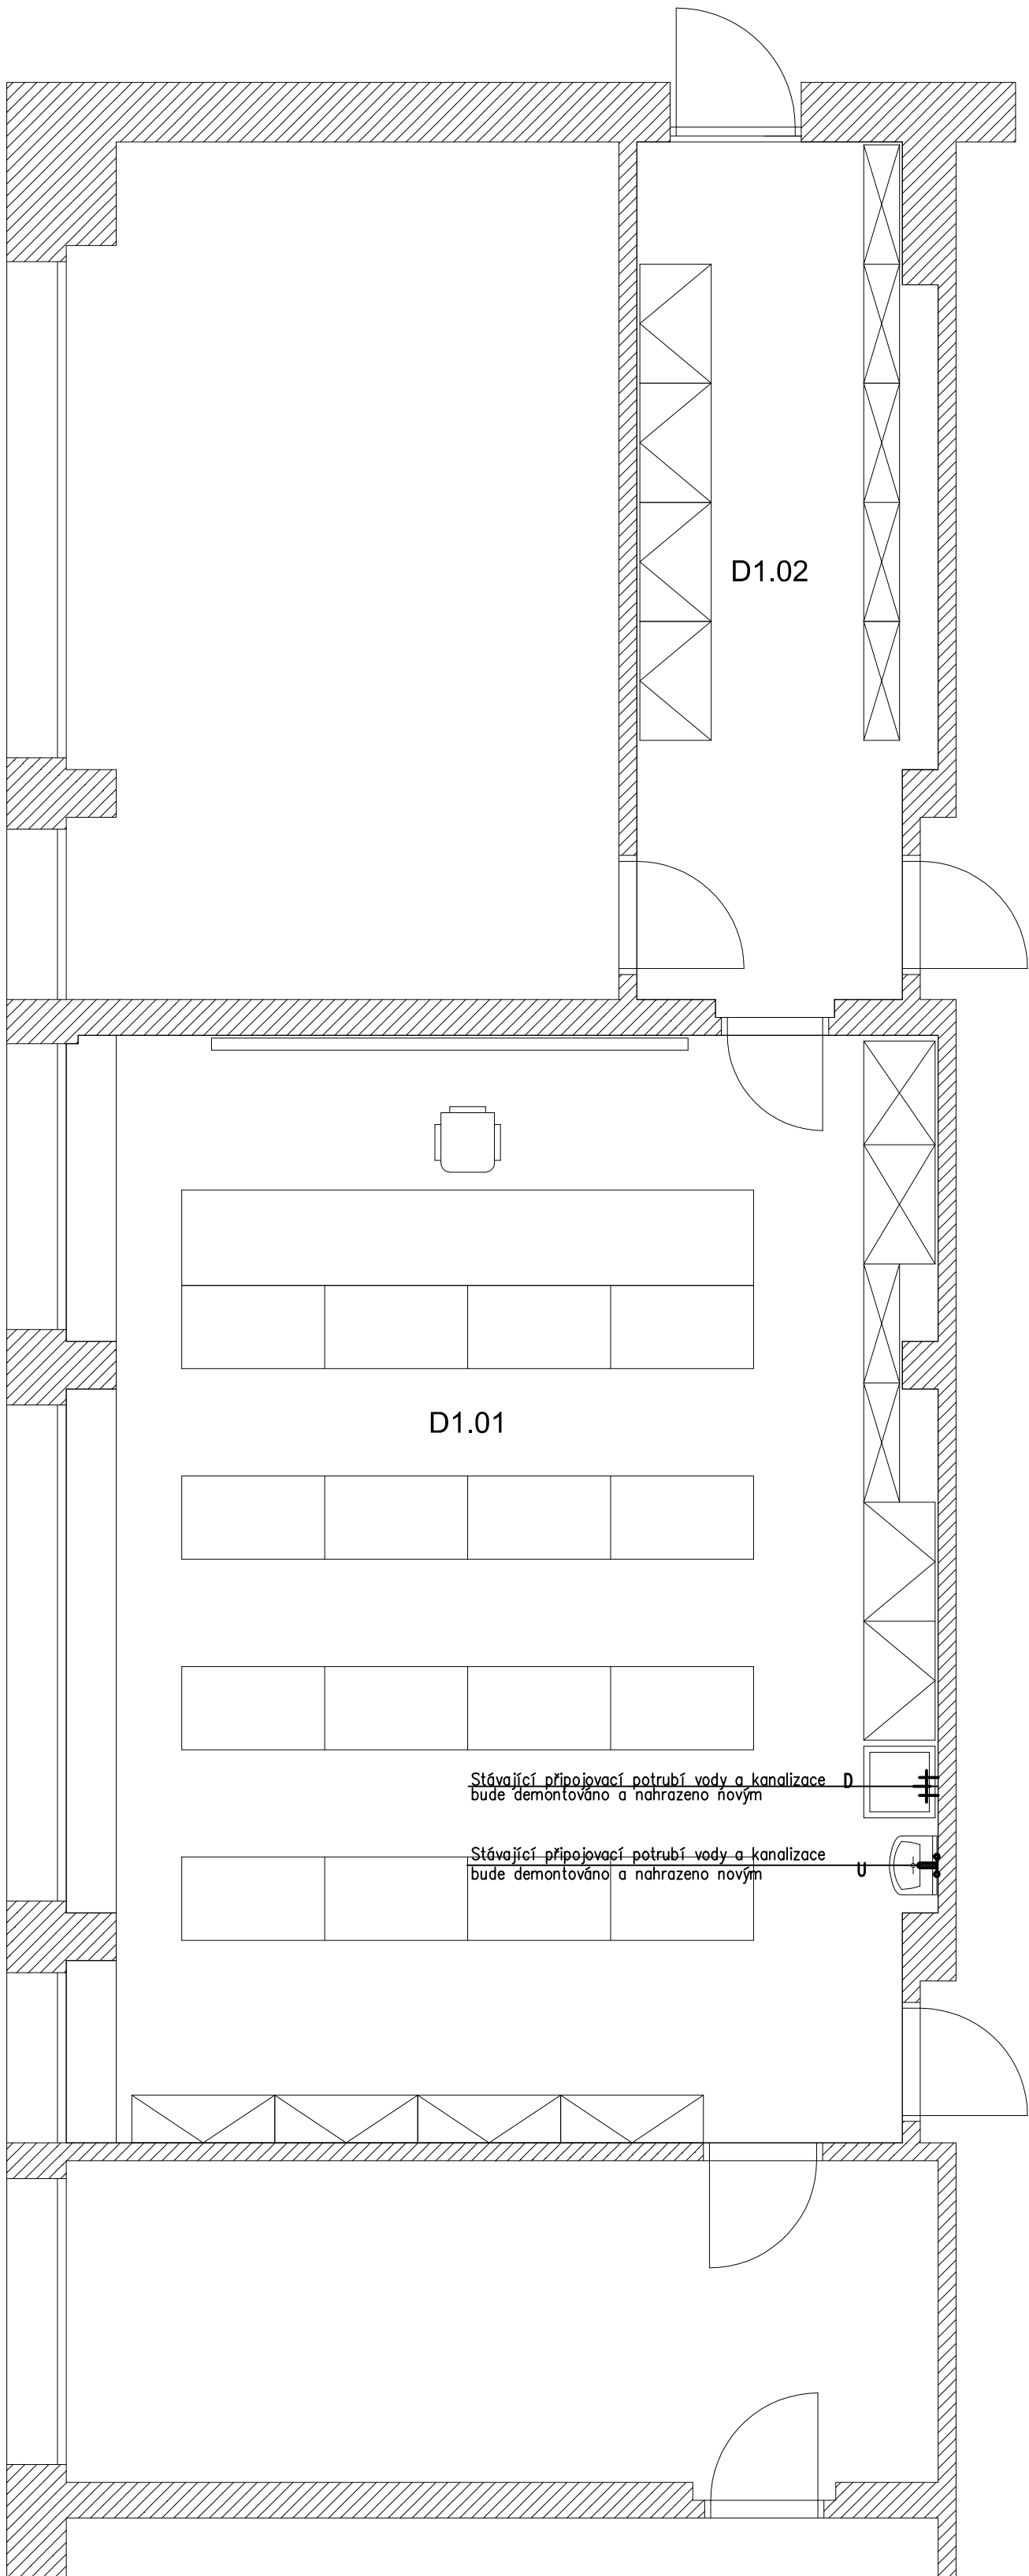 D1.02
D1.01
Stávající připojovací potrubí vody a kanalizace D
bude demontováno a nahrazeno novým
Stávající připojovací potrubí vody a kanalizace
bude demontováno a nahrazeno novým U